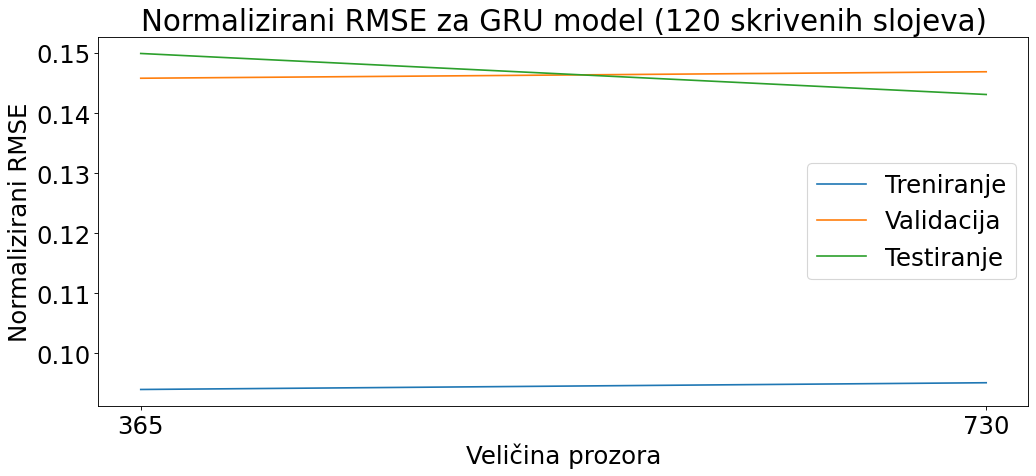 Normalizirani RMSE za GRU model (120 skrivenih slojeva)
Normalizirani RMSE
0.15
0.14
0.13
0.12
0.11
0.10
Treniranje
Validacija
Testiranje
365
730
Veličina prozora